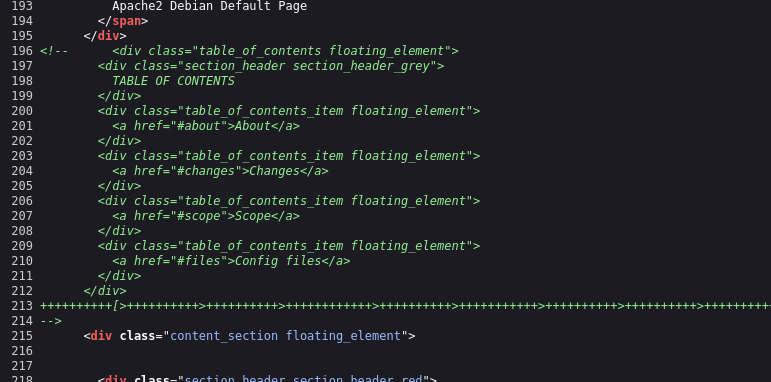 193           Apache2 Debian Default Page
194         </span>
195       </div>
196 <!--      <div class="table_of_contents floating_element">
197         <div class="section_header section_header_grey">
198           TABLE OF CONTENTS
199         </div>
200         <div class="table_of_contents_item floating_element">
201           <a href="#about">About</a>
202         </div>
203         <div class="table_of_contents_item floating_element">
204           <a href="#changes">Changes</a>
205         </div>
206         <div class="table_of_contents_item floating_element">
207           <a href="#scope">Scope</a>
208         </div>
209         <div class="table_of_contents_item floating_element">
210           <a href="#files">Config files</a>
211         </div>
212       </div>
213 ++++++++++[>++++++++++>++++++++++>++++++++++++>++++++++++>+++++++++++>++++++++++>++++++++++>+++++++++
214 -->
215       <div class="content_section floating_element">
216
217
218         <div class="section_header section_header_red">